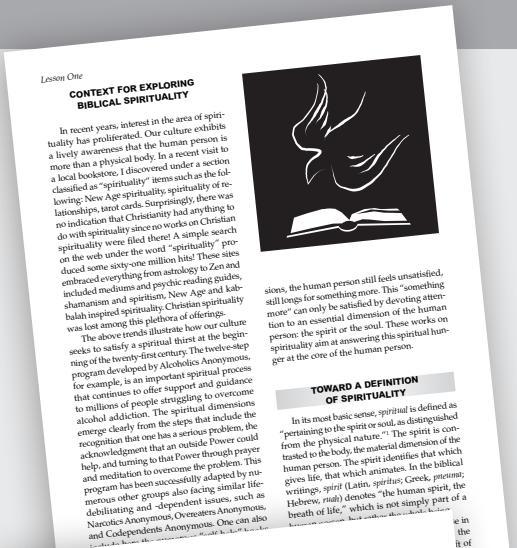 Lesson One
CONTEXT FOR EXPLORING
BIBLICAL SPIRITUALITY
In recent years, interest in the area of spiri-
tuality has proliferated. Our culture exhibits
a lively awareness that the human person is
more than a physical body. In a recent visit to
a local bookstore, I discovered under a section
classified as “spirituality” items such as the fol-
lowing: New Age spirituality, spirituality of re-
lationships, tarot cards. Surprisingly, there was
no indication that Christianity had anything to
do with spirituality since no works on Christian
spirituality were filed there! A simple search
on the web under the word “spirituality” pro-
duced some sixty-one million hits! These sites
embraced everything from astrology to Zen and
included mediums and psychic reading guides,
shamanism and spiritism, New Age and kab-
balah inspired spirituality. Christian spirituality
was lost among this plethora of offerings.
The above trends illustrate how our culture
seeks to satisfy a spiritual thirst at the begin-
ning of the twenty-first century. The twelve-step
program developed by Alcoholics Anonymous,
for example, is an important spiritual process
that continues to offer support and guidance
to millions of people struggling to overcome
alcohol addiction. The spiritual dimensions
emerge clearly from the steps that include the
recognition that one has a serious problem, the
acknowledgment that an outside Power could
help, and turning to that Power through prayer
and meditation to overcome the problem. This
program has been successfully adapted by nu-
merous other groups also facing similar life-
debilitating and -dependent issues, such as
Narcotics Anonymous, Overeaters Anonymous,
and Codependents Anonymous. One can also
include here the numerous “self-help” books
sions, the human person still feels unsatisfied,
still longs for something more. This “something
more” can only be satisfied by devoting atten-
tion to an essential dimension of the human
person: the spirit or the soul. These works on
spirituality aim at answering this spiritual hun-
ger at the core of the human person.
TOWARD A DEFINITION
OF SPIRITUALITY
In its most basic sense, spiritual is defined as
“pertaining to the spirit or soul, as distinguished
from the physical nature.”1 The spirit is con-
trasted to the body, the material dimension of the
human person. The spirit identifies that which
gives life, that which animates. In the biblical
writings, spirit (Latin, spiritus; Greek, pneuma;
Hebrew, ruah) denotes “the human spirit, the
breath of life,” which is not simply part of a
human person, but rather the whole being
se in
the
ft of